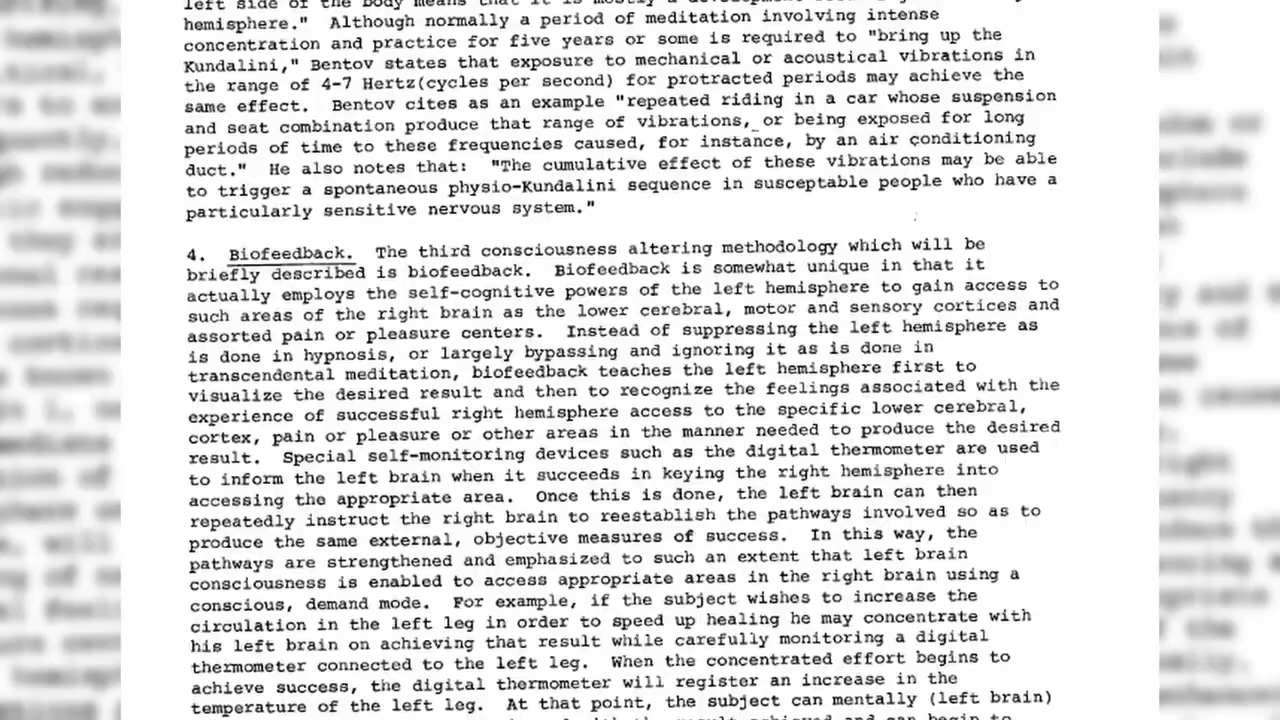 left side of the body means that it is mostly a development
hemisphere."  Although normally a period of meditation involving intense
concentration and practice for five years or some is required to "bring up the
Kundalini," Bentov states that exposure to mechanical or acoustical vibrations in
the range of 4-7 Hertz(cycles per second) for protracted periods may achieve the
same effect.  Bentov cites as an example "repeated riding in a car whose suspension
and seat combination produce that range of vibrations, or being exposed for long
periods of time to these frequencies caused, for instance, by an air conditioning
duct."  He also notes that:  "The cumulative effect of these vibrations may be able
to trigger a spontaneous physio-Kundalini sequence in susceptable people who have a
particularly sensitive nervous system."
4.  Biofeedback.  The third consciousness altering methodology which will be
briefly described is biofeedback.  Biofeedback is somewhat unique in that it
actually employs the self-cognitive powers of the left hemisphere to gain access to
such areas of the right brain as the lower cerebral, motor and sensory cortices and
assorted pain or pleasure centers.  Instead of suppressing the left hemisphere as
is done in hypnosis, or largely bypassing and ignoring it as is done in
transcendental meditation, biofeedback teaches the left hemisphere first to
visualize the desired result and then to recognize the feelings associated with the
experience of successful right hemisphere access to the specific lower cerebral,
cortex, pain or pleasure or other areas in the manner needed to produce the desired
result.  Special self-monitoring devices such as the digital thermometer are used
to inform the left brain when it succeeds in keying the right hemisphere into
accessing the appropriate area.  Once this is done, the left brain can then
repeatedly instruct the right brain to reestablish the pathways involved so as to
produce the same external, objective measures of success.  In this way, the
pathways are strengthened and emphasized to such an extent that left brain
consciousness is enabled to access appropriate areas in the right brain using a
conscious, demand mode.  For example, if the subject wishes to increase the
circulation in the left leg in order to speed up healing he may concentrate with
his left brain on achieving that result while carefully monitoring a digital
thermometer connected to the left leg.  When the concentrated effort begins to
achieve success, the digital thermometer will register an increase in the
temperature of the left leg.  At that point, the subject can mentally (left brain)